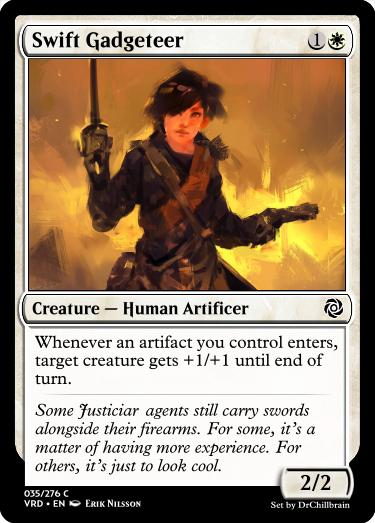 Swift Gadgeteer 1
Creature — Human Artificer
Whenever an artifact you control enters,
target creature gets +1/+1 until end of
turn.
Some Justiciar agents still carry swords
alongside their firearms. For some, it's a
matter of having more experience. For
others, it's just to look cool.
2/2
035/276 C
VRD • EN Erik Nilsson
Set by DrChillbrain